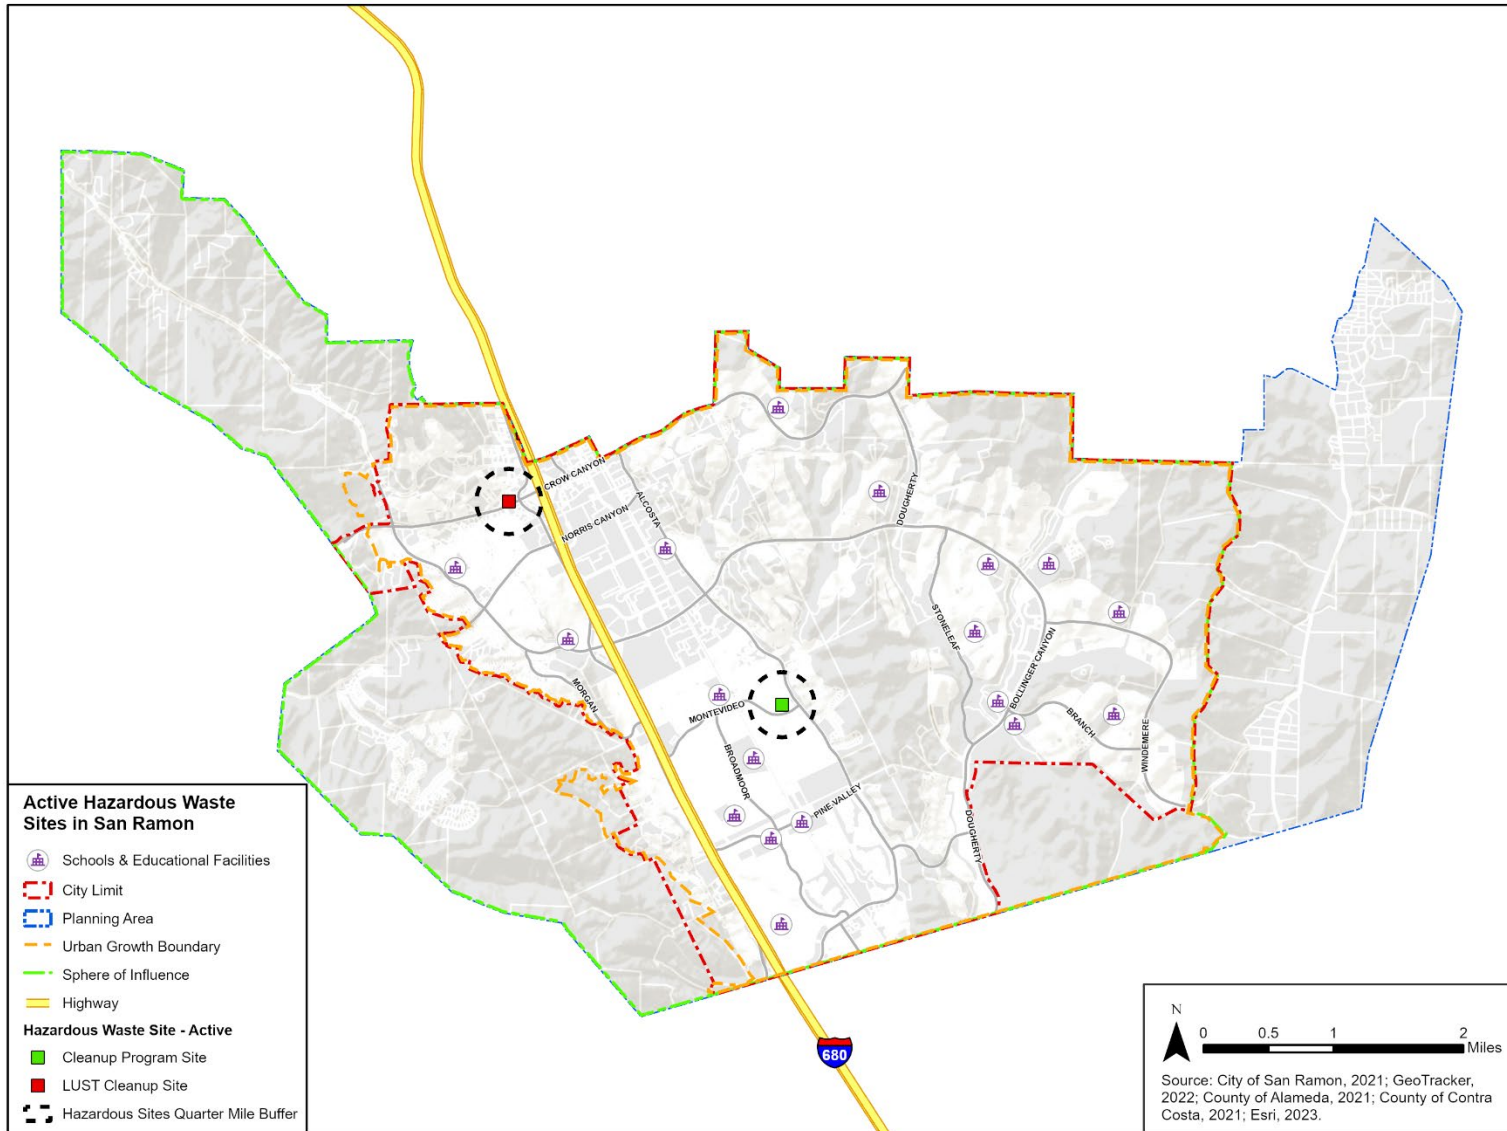 CROW CANYON
NORRIS CANYON
ALCOSTA
DOUGHERTY
STONELEAF
BOLLINGER CANYON
MORGAN
MONTEVIDEO
BROADMOOR
BRANCH
WINDEMERE
PINE VALLEY
DOUGHERTY
680
Active Hazardous Waste
Sites in San Ramon
Schools & Educational Facilities
City Limit
Planning Area
Urban Growth Boundary
Sphere of Influence
Highway
Hazardous Waste Site - Active
Cleanup Program Site
LUST Cleanup Site
Hazardous Sites Quarter Mile Buffer
N
0 0.5 1 2
Miles
Source: City of San Ramon, 2021; GeoTracker,
2022; County of Alameda, 2021; County of Contra
Costa, 2021; Esri, 2023.